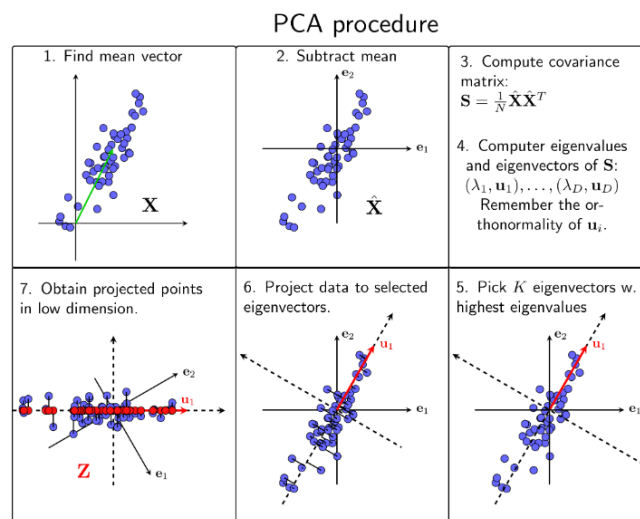 PCA procedure
1. Find mean vector
X
2. Subtract mean
e₂
e₁
X̂
3. Compute covariance
matrix:
S = 1/N X̂X̂ᵀ
4. Computer eigenvalues
and eigenvectors of S:
(λ₁, u₁), . . . , (λ_D, u_D)
Remember the or-
thonormality of uᵢ.
7. Obtain projected points
in low dimension.
e₂
u₁
Z
e₁
6. Project data to selected
eigenvectors.
e₂
u₁
e₁
5. Pick K eigenvectors w.
highest eigenvalues
e₂
u₁
e₁